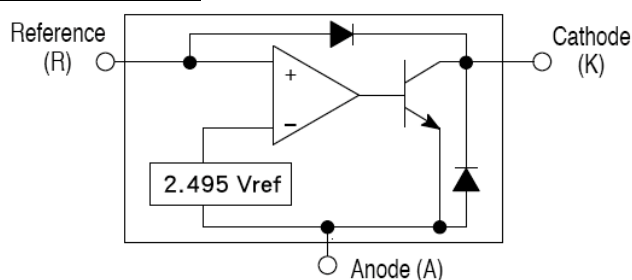 Reference
(R)
Cathode
(K)
+
−
2.495 Vref
Anode (A)